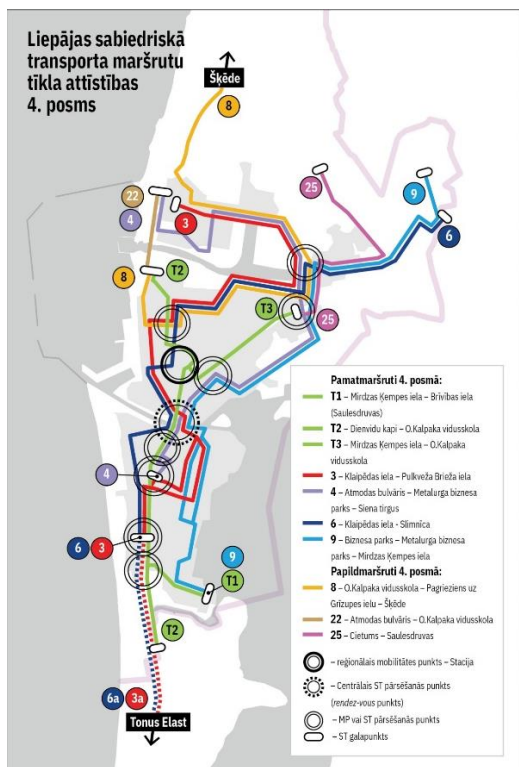 Liepājas sabiedriskā
transporta maršrutu
tīkla attīstības
4. posms
Šķēde
8
22
4
3
25
9
6
8
T2
T3
25
4
6
3
9
T1
T2
6a
3a
Tonus Elast
Pamatmaršruti 4. posmā:
T1 – Mirdzas Ķempes iela – Brīvības iela
(Saulesdruvas)
T2 – Dienvidu kapi – O.Kalpaka vidusskola
T3 – Mirdzas Ķempes iela – O.Kalpaka
vidusskola
3 – Klaipēdas iela – Pulkveža Brieža iela
4 – Atmodas bulvāris – Metalurga biznesa
parks – Siena tirgus
6 – Klaipēdas iela - Slimnīca
9 – Biznesa parks – Metalurga biznesa
parks – Mirdzas Ķempes iela
Papildmaršruti 4. posmā:
8 – O.Kalpaka vidusskola – Pagrieziens uz
Grīzupes ielu – Šķēde
22 – Atmodas bulvāris – O.Kalpaka vidusskola
25 – Cietums – Saulesdruvas
– reģionālais mobilitātes punkts – Stacija
– Centrālais ST pārsēšanās punkts
(rendez-vous punkts)
– MP vai ST pārsēšanās punkts
– ST galapunkts